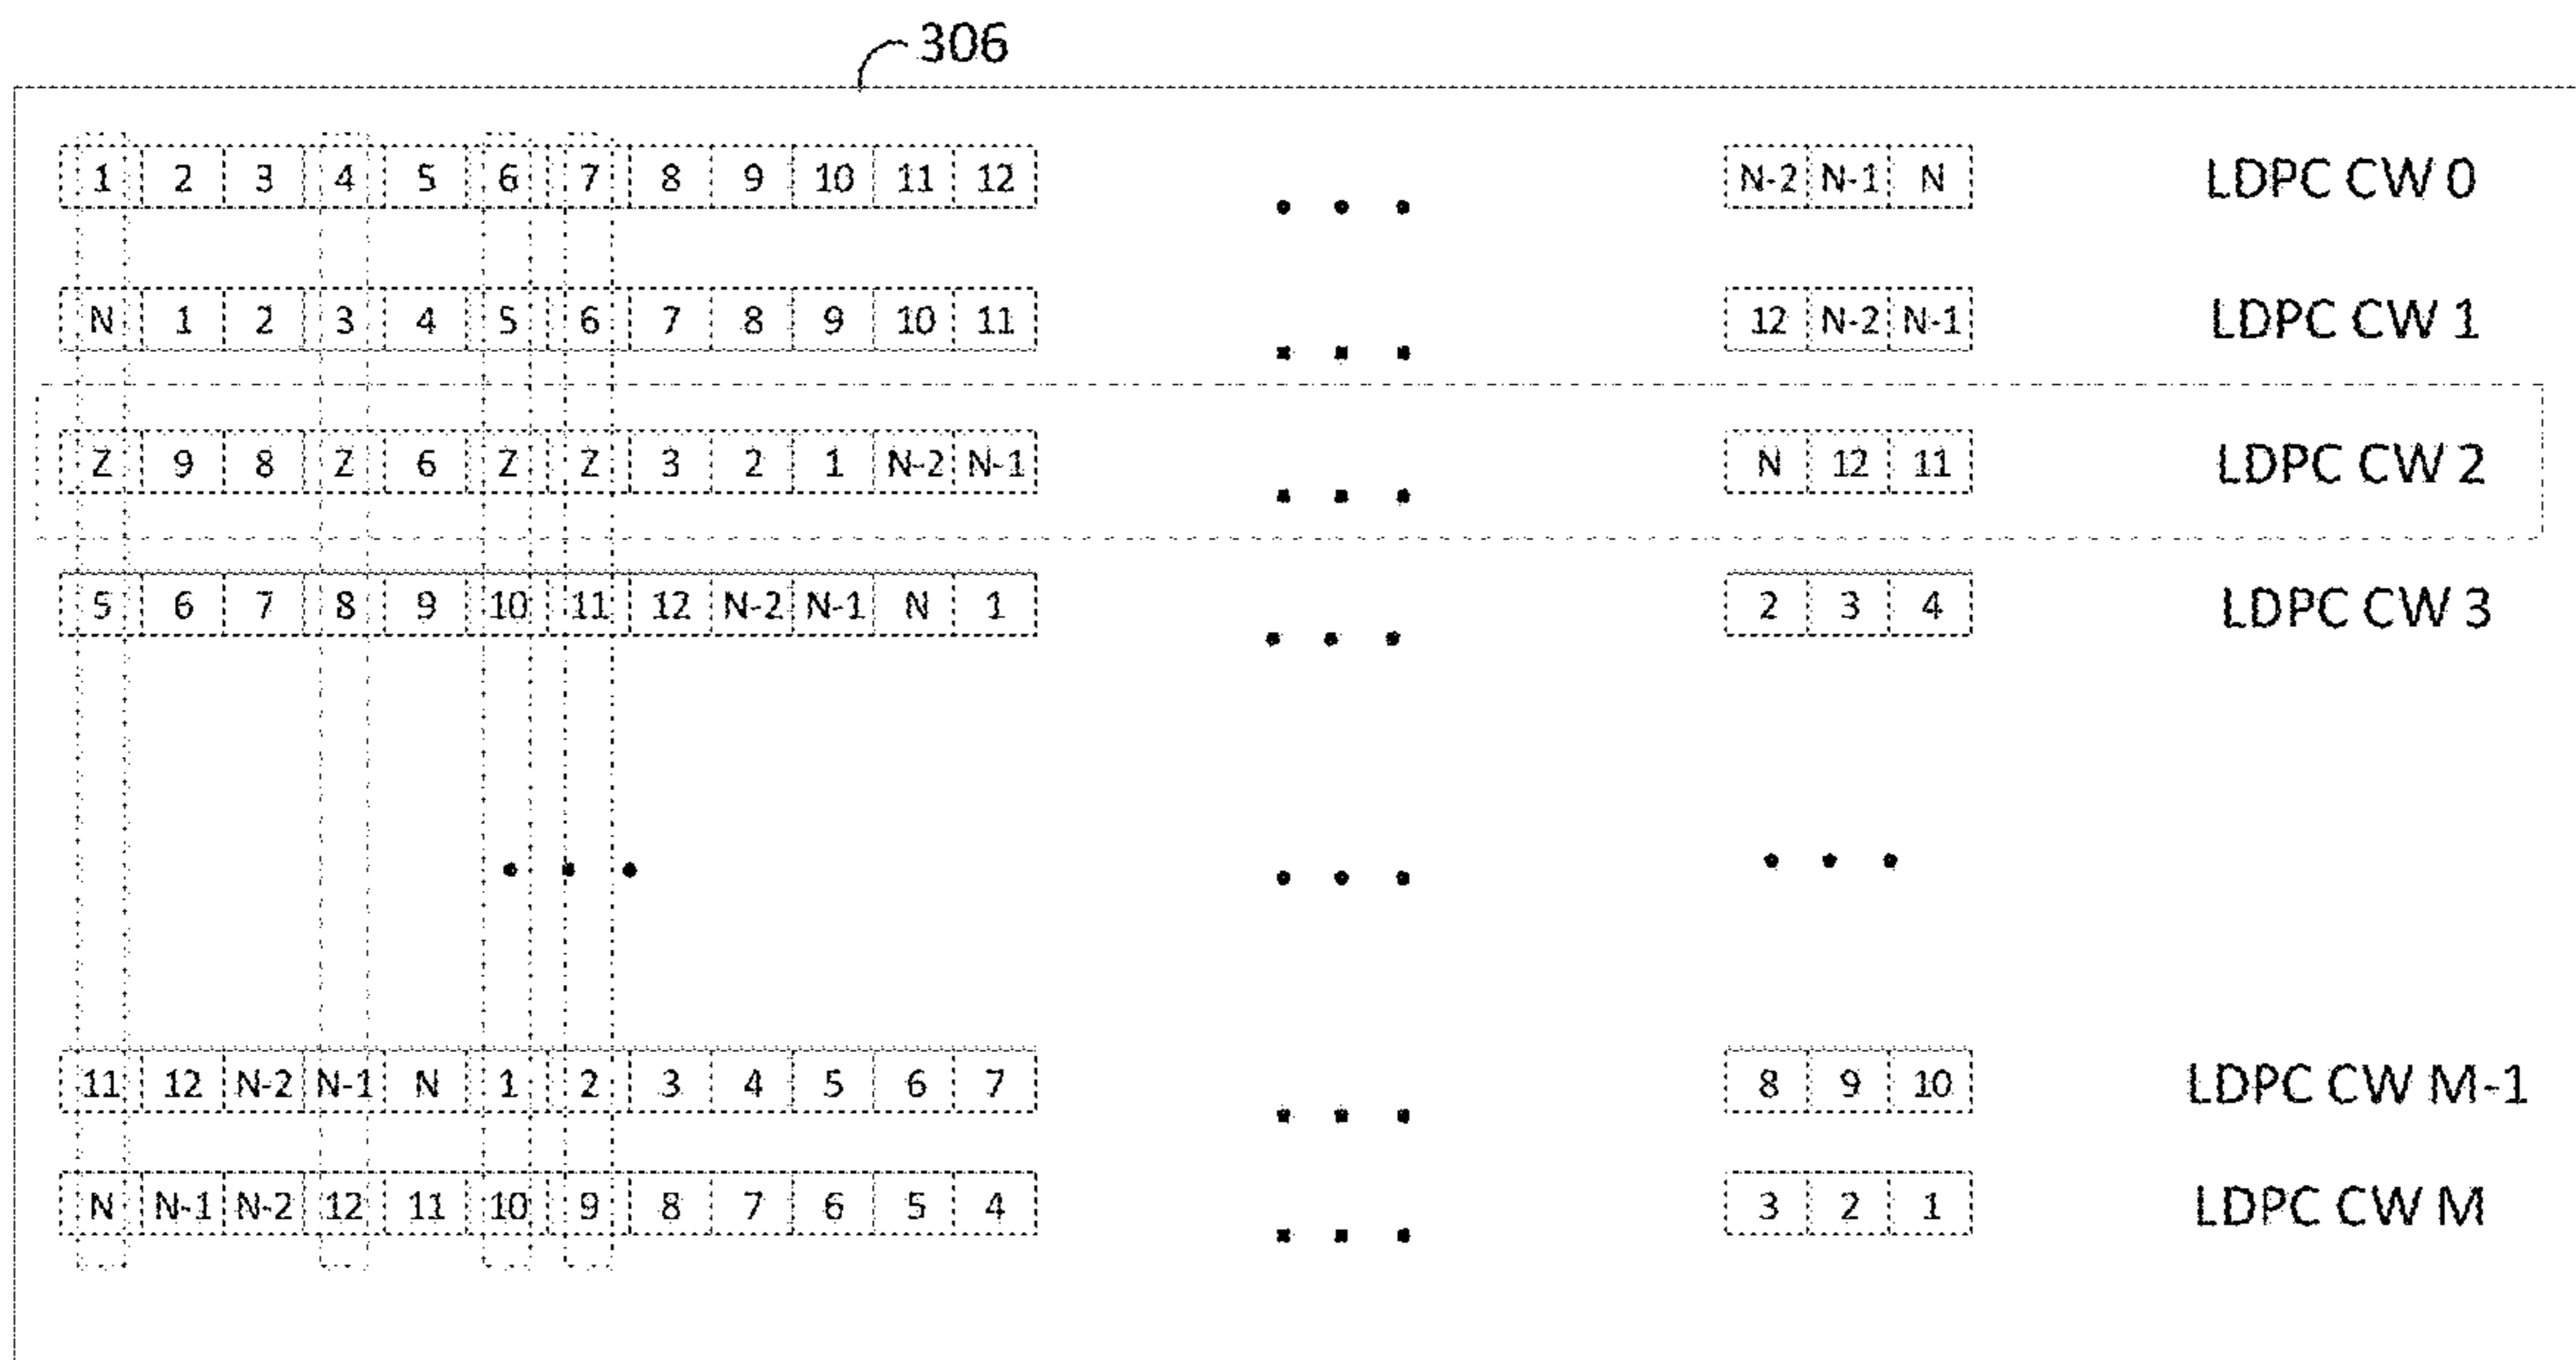 306
1 2 3 4 5 6 7 8 9 10 11 12 • • • N-2 N-1 N LDPC CW 0
N 1 2 3 4 5 6 7 8 9 10 11 • • • 12 N-2 N-1 LDPC CW 1
Z 9 8 Z 6 Z Z 3 2 1 N-2 N-1 • • • N 12 11 LDPC CW 2
5 6 7 8 9 10 11 12 N-2 N-1 N 1 • • • 2 3 4 LDPC CW 3
• • • • • • • • •
11 12 N-2 N-1 N 1 2 3 4 5 6 7 • • • 8 9 10 LDPC CW M-1
N N-1 N-2 12 11 10 9 8 7 6 5 4 • • • 3 2 1 LDPC CW M